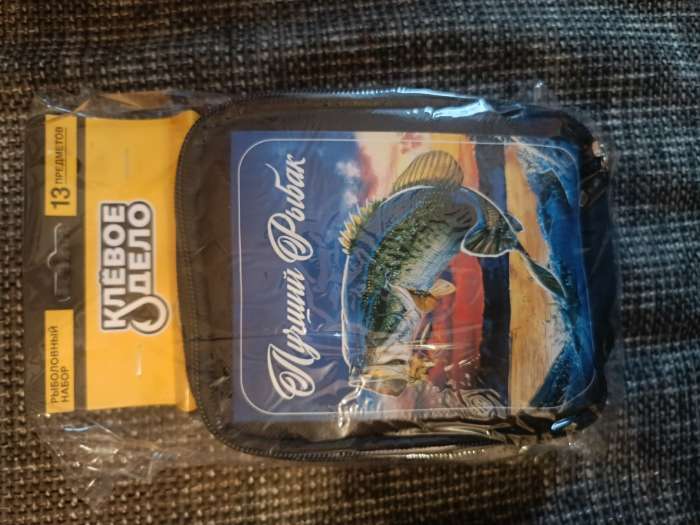 РЫБОЛОВНЫЙ
НАБОР
13 ПРЕДМЕТОВ
КЛЁВОЕ
ДЕЛО
Лучший Рыбак